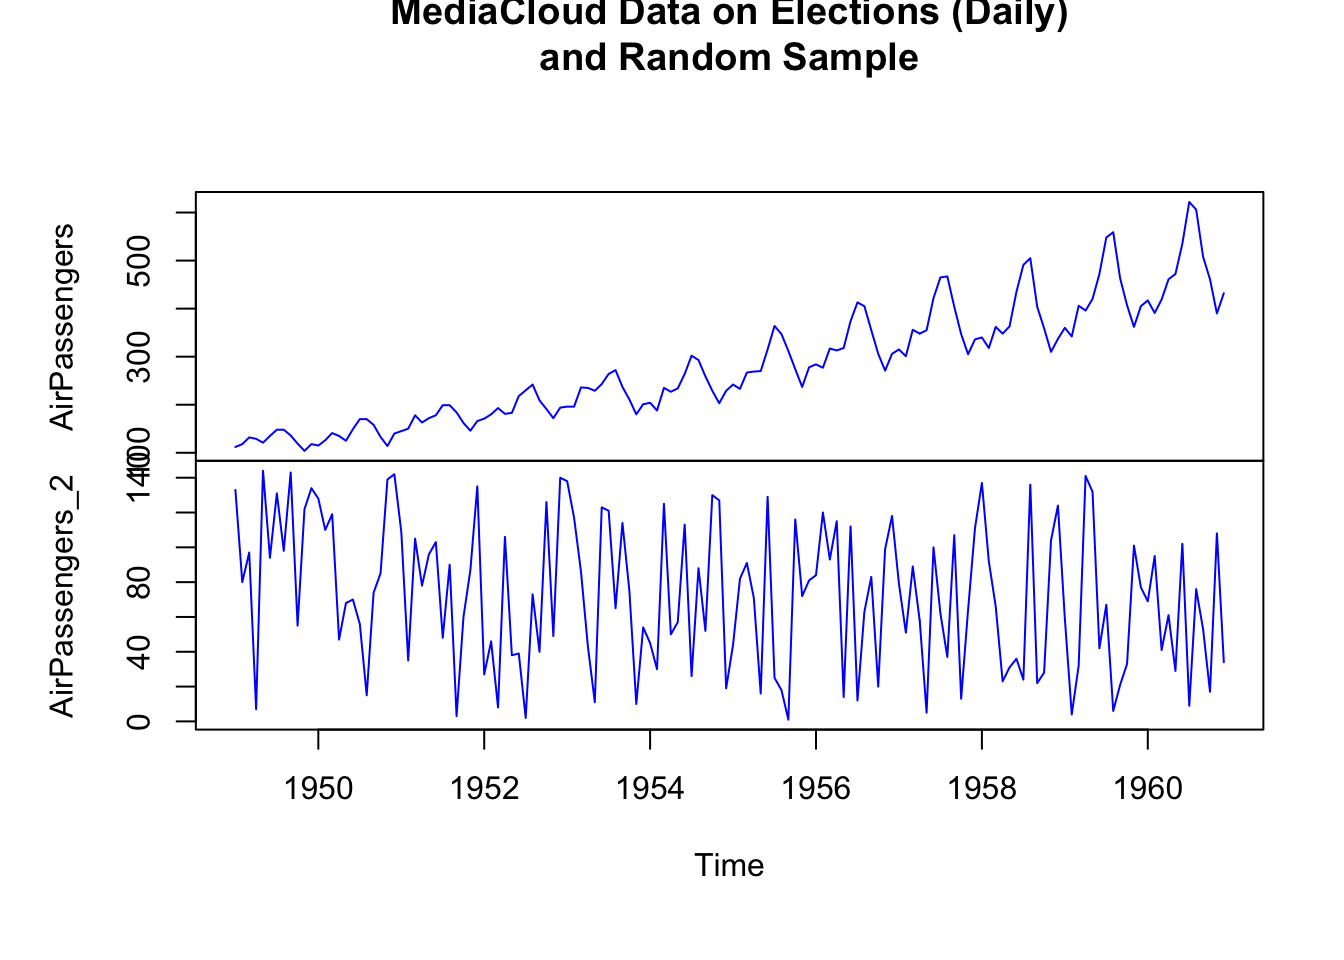 MediaCloud Data on Elections (Daily)
and Random Sample
AirPassengers
500
300
100
AirPassengers_2
140
80
40
0
1950 1952 1954 1956 1958 1960
Time